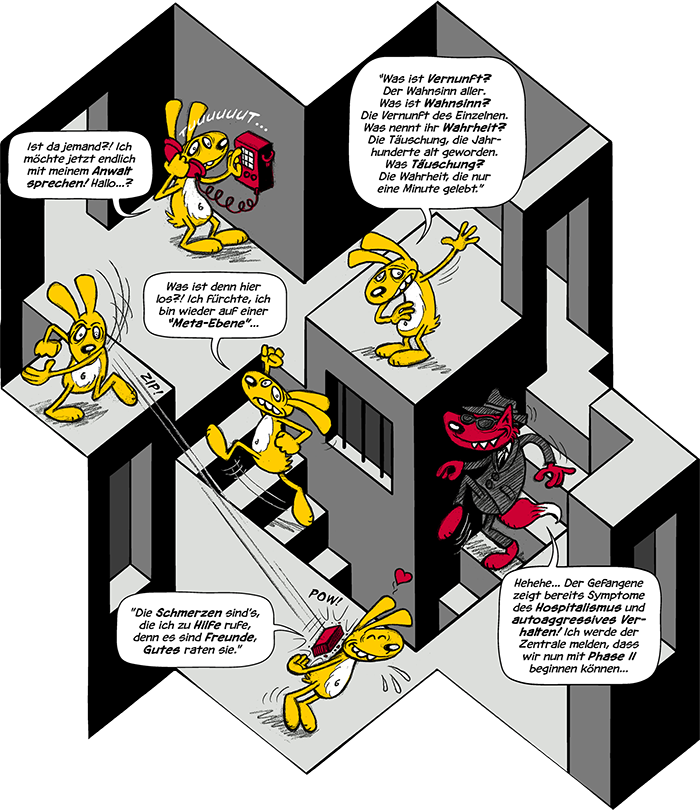 TUUUUUUT...
Ist da jemand?! Ich
möchte jetzt endlich
mit meinem Anwalt
sprechen! Hallo...?
6
"Was ist Vernunft?
Der Wahnsinn aller.
Was ist Wahnsinn?
Die Vernunft des Einzelnen.
Was nennt ihr Wahrheit?
Die Täuschung, die Jahr-
hunderte alt geworden.
Was Täuschung?
Die Wahrheit, die nur
eine Minute gelebt."
6
Was ist denn hier
los?! Ich fürchte, ich
bin wieder auf einer
"Meta-Ebene"...
6
6
ZIP!
POW!
"Die Schmerzen sind's,
die ich zu Hilfe rufe,
denn es sind Freunde,
Gutes raten sie."
6
Hehehe... Der Gefangene
zeigt bereits Symptome
des Hospitalismus und
autoaggressives Ver-
halten! Ich werde der
Zentrale melden, dass
wir nun mit Phase II
beginnen können...